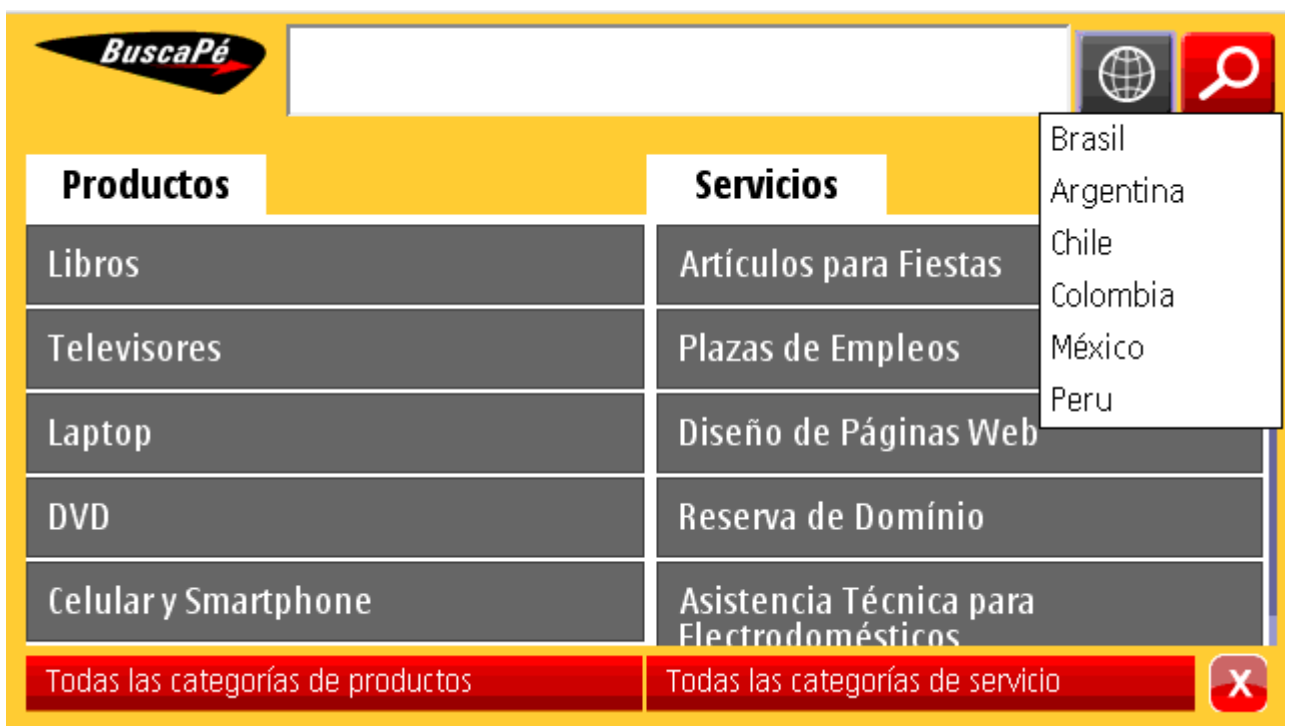 BuscaPé
Brasil
Argentina
Chile
Colombia
México
Peru
Productos
Libros
Televisores
Laptop
DVD
Celular y Smartphone
Servicios
Artículos para Fiestas
Plazas de Empleos
Diseño de Páginas Web
Reserva de Domínio
Asistencia Técnica para
Electrodomésticos
Todas las categorías de productos
Todas las categorías de servicio
X